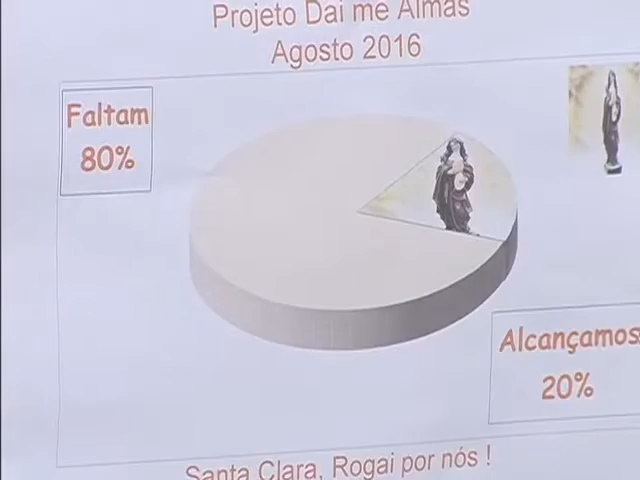 Projeto Dai me Almas
Agosto 2016
Faltam
80%
Alcançamos
20%
Santa Clara, Rogai por nós !